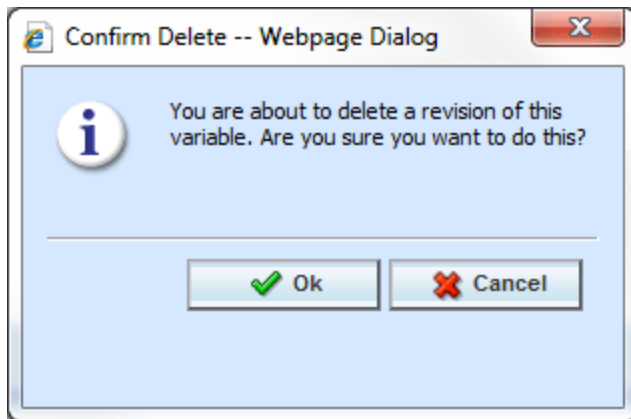 Confirm Delete -- Webpage Dialog
You are about to delete a revision of this
variable. Are you sure you want to do this?
Ok
Cancel